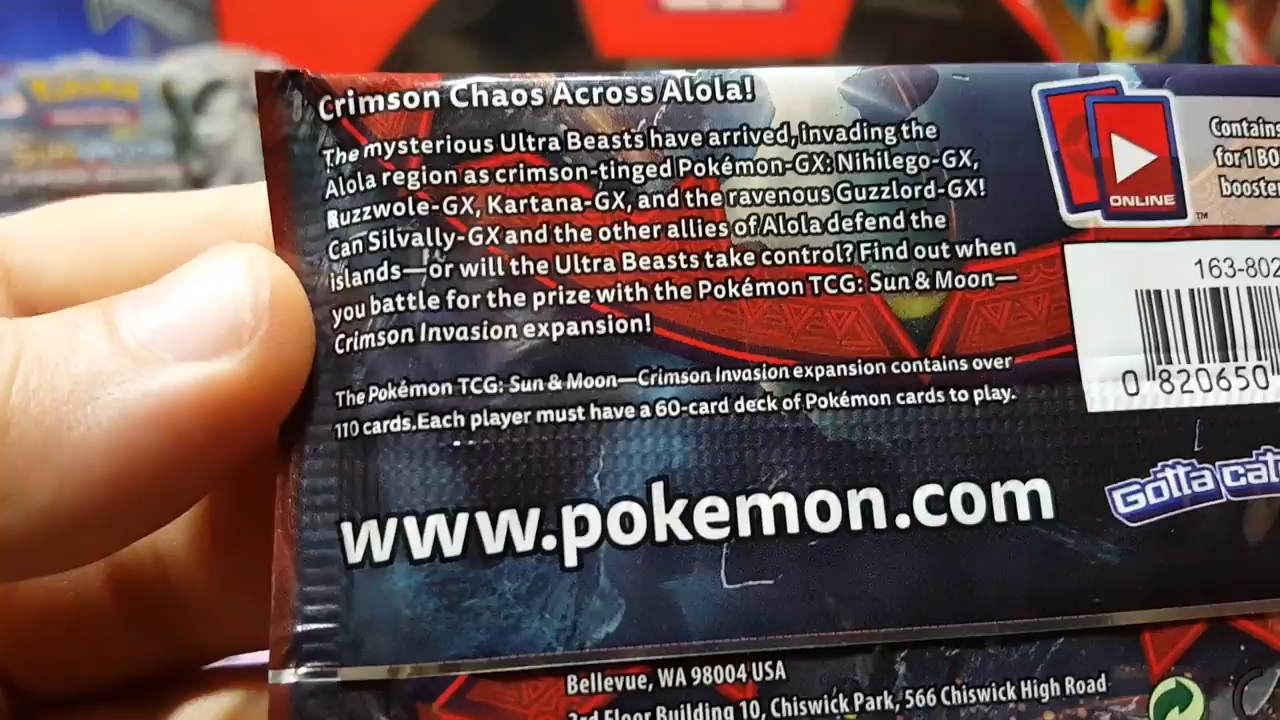 Crimson Chaos Across Alola!
The mysterious Ultra Beasts have arrived, invading the
Alola region as crimson-tinged Pokémon-GX: Nihilego-GX,
Buzzwole-GX, Kartana-GX, and the ravenous Guzzlord-GX!
Can Silvally-GX and the other allies of Alola defend the
islands—or will the Ultra Beasts take control? Find out when
you battle for the prize with the Pokémon TCG: Sun & Moon—
Crimson Invasion expansion!
The Pokémon TCG: Sun & Moon—Crimson Invasion expansion contains over
110 cards. Each player must have a 60-card deck of Pokémon cards to play.
www.pokemon.com
ONLINE
TM
for 1
163-802
0 820650
Gotta
Bellevue, WA 98004 USA
3rd Floor Building 10, Chiswick Park, 566 Chiswick High Road